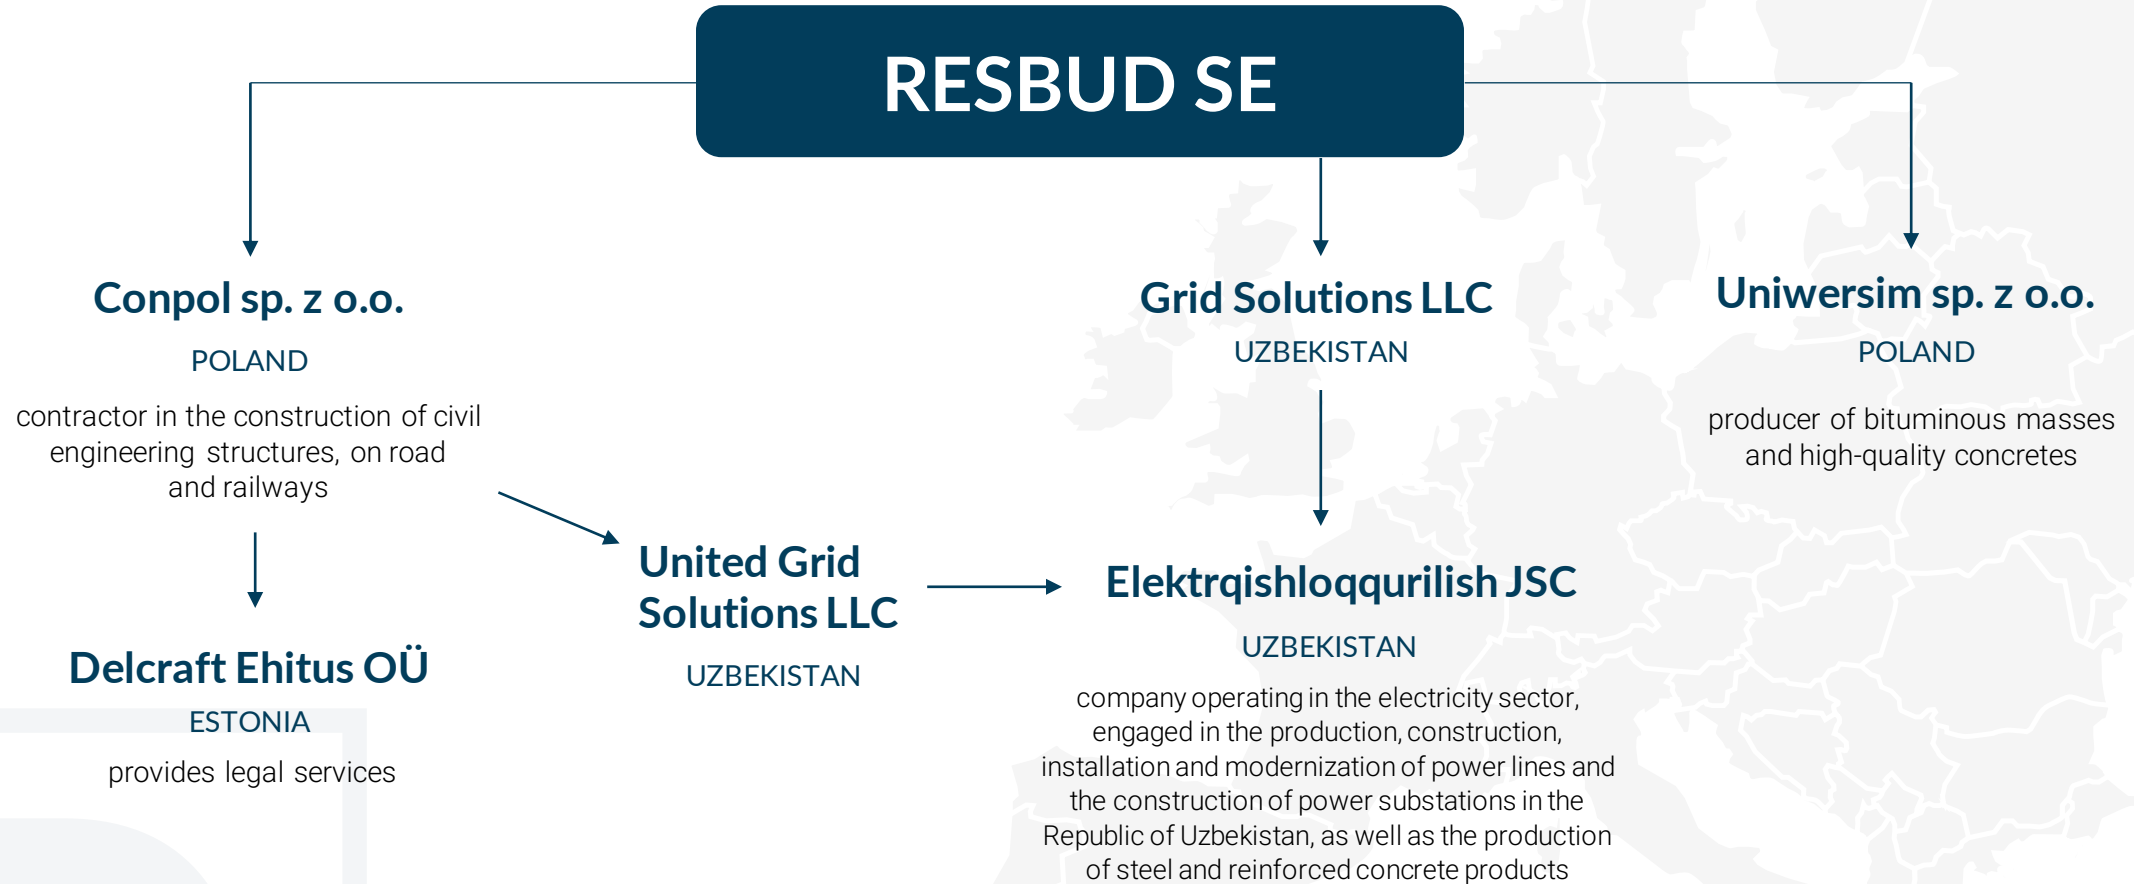 RESBUD SE
Conpol sp. z o.o.
POLAND
contractor in the construction of civil
engineering structures, on road
and railways
Delcraft Ehitus OÜ
ESTONIA
provides legal services
United Grid
Solutions LLC
UZBEKISTAN
Grid Solutions LLC
UZBEKISTAN
Elektrqishloqqurilish JSC
UZBEKISTAN
company operating in the electricity sector,
engaged in the production, construction,
installation and modernization of power lines and
the construction of power substations in the
Republic of Uzbekistan, as well as the production
of steel and reinforced concrete products
Uniwersim sp. z o.o.
POLAND
producer of bituminous masses
and high-quality concretes